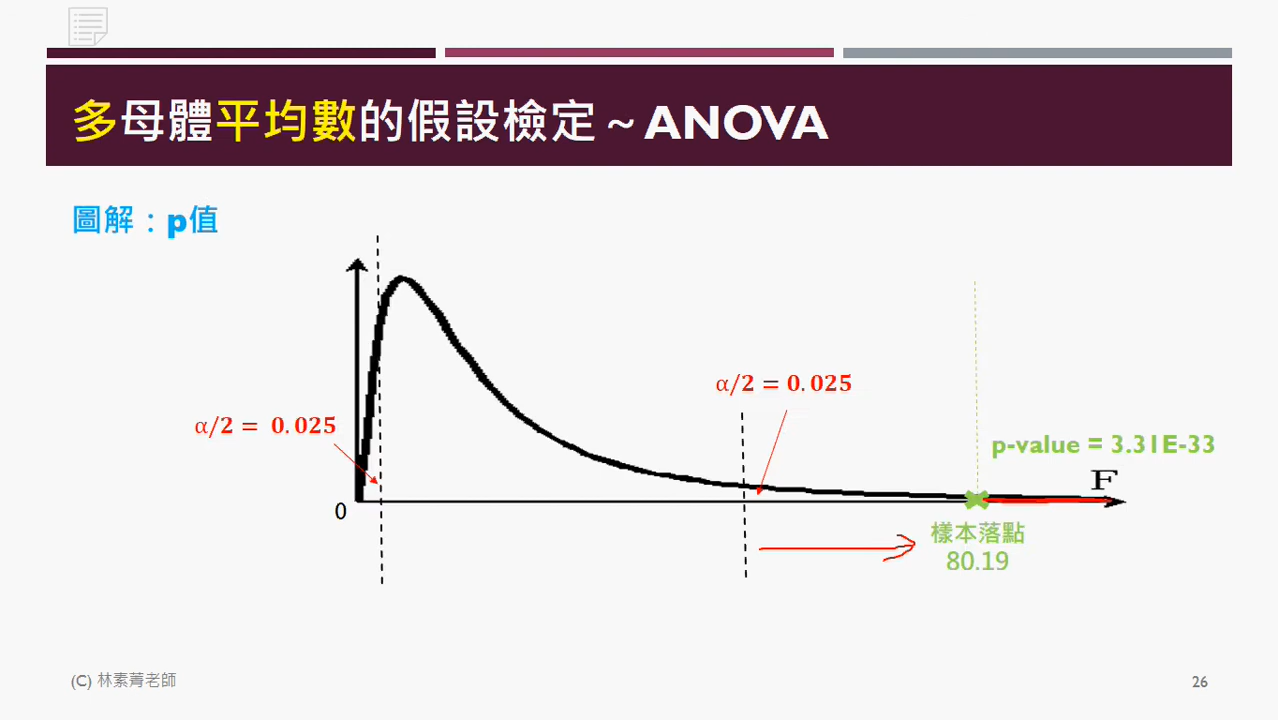 多母體平均數的假設檢定~ANOVA
圖解：p值
α/2 = 0.025
α/2 = 0.025
p-value = 3.31E-33
F
0
樣本落點
80.19
(C) 林素菁老師
26